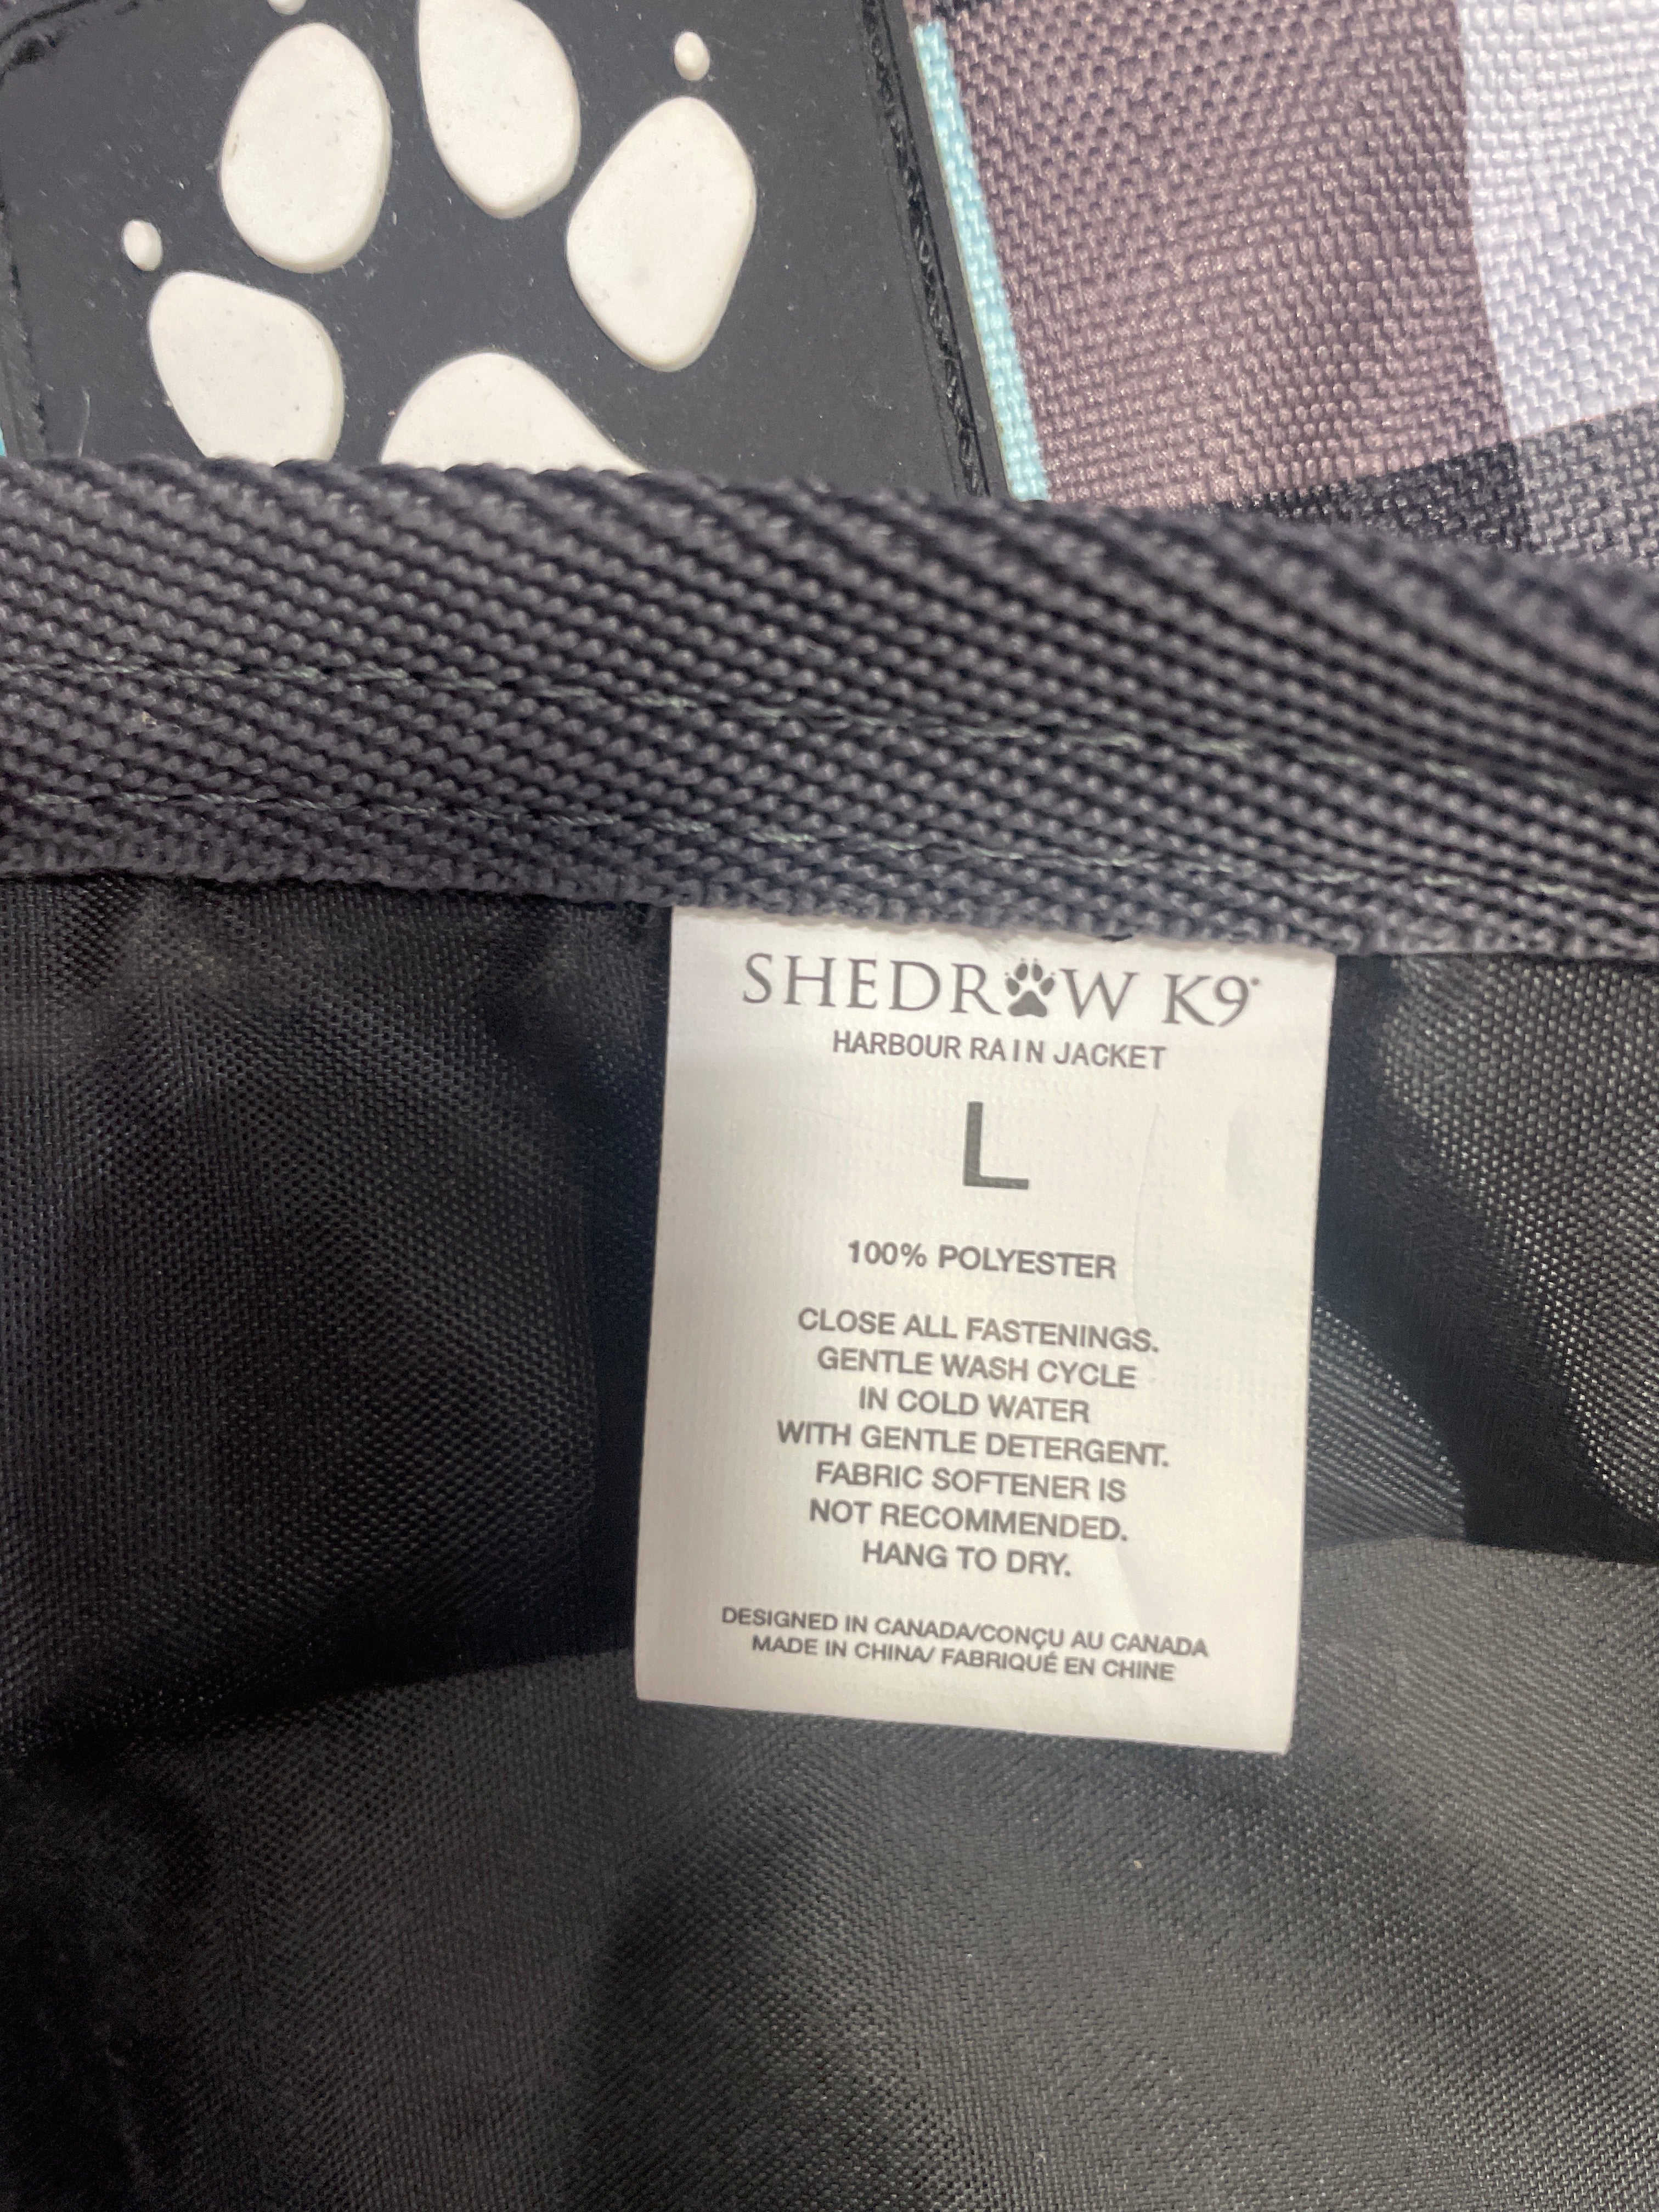 SHEDROW K9
HARBOUR RAIN JACKET
L
100% POLYESTER
CLOSE ALL FASTENINGS.
GENTLE WASH CYCLE
IN COLD WATER
WITH GENTLE DETERGENT.
FABRIC SOFTENER IS
NOT RECOMMENDED.
HANG TO DRY.
DESIGNED IN CANADA/CONÇU AU CANADA
MADE IN CHINA/ FABRIQUÉ EN CHINE